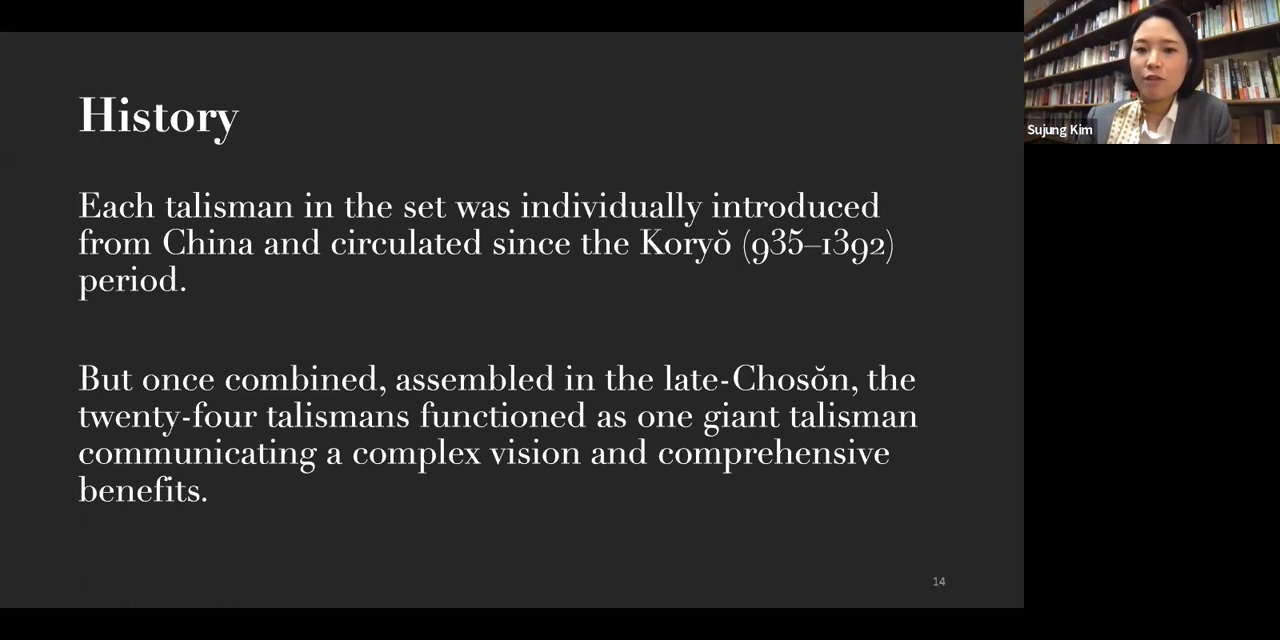 History
Each talisman in the set was individually introduced
from China and circulated since the Koryŏ (935–1392)
period.
But once combined, assembled in the late-Chosŏn, the
twenty-four talismans functioned as one giant talisman
communicating a complex vision and comprehensive
benefits.
14
Sujung Kim